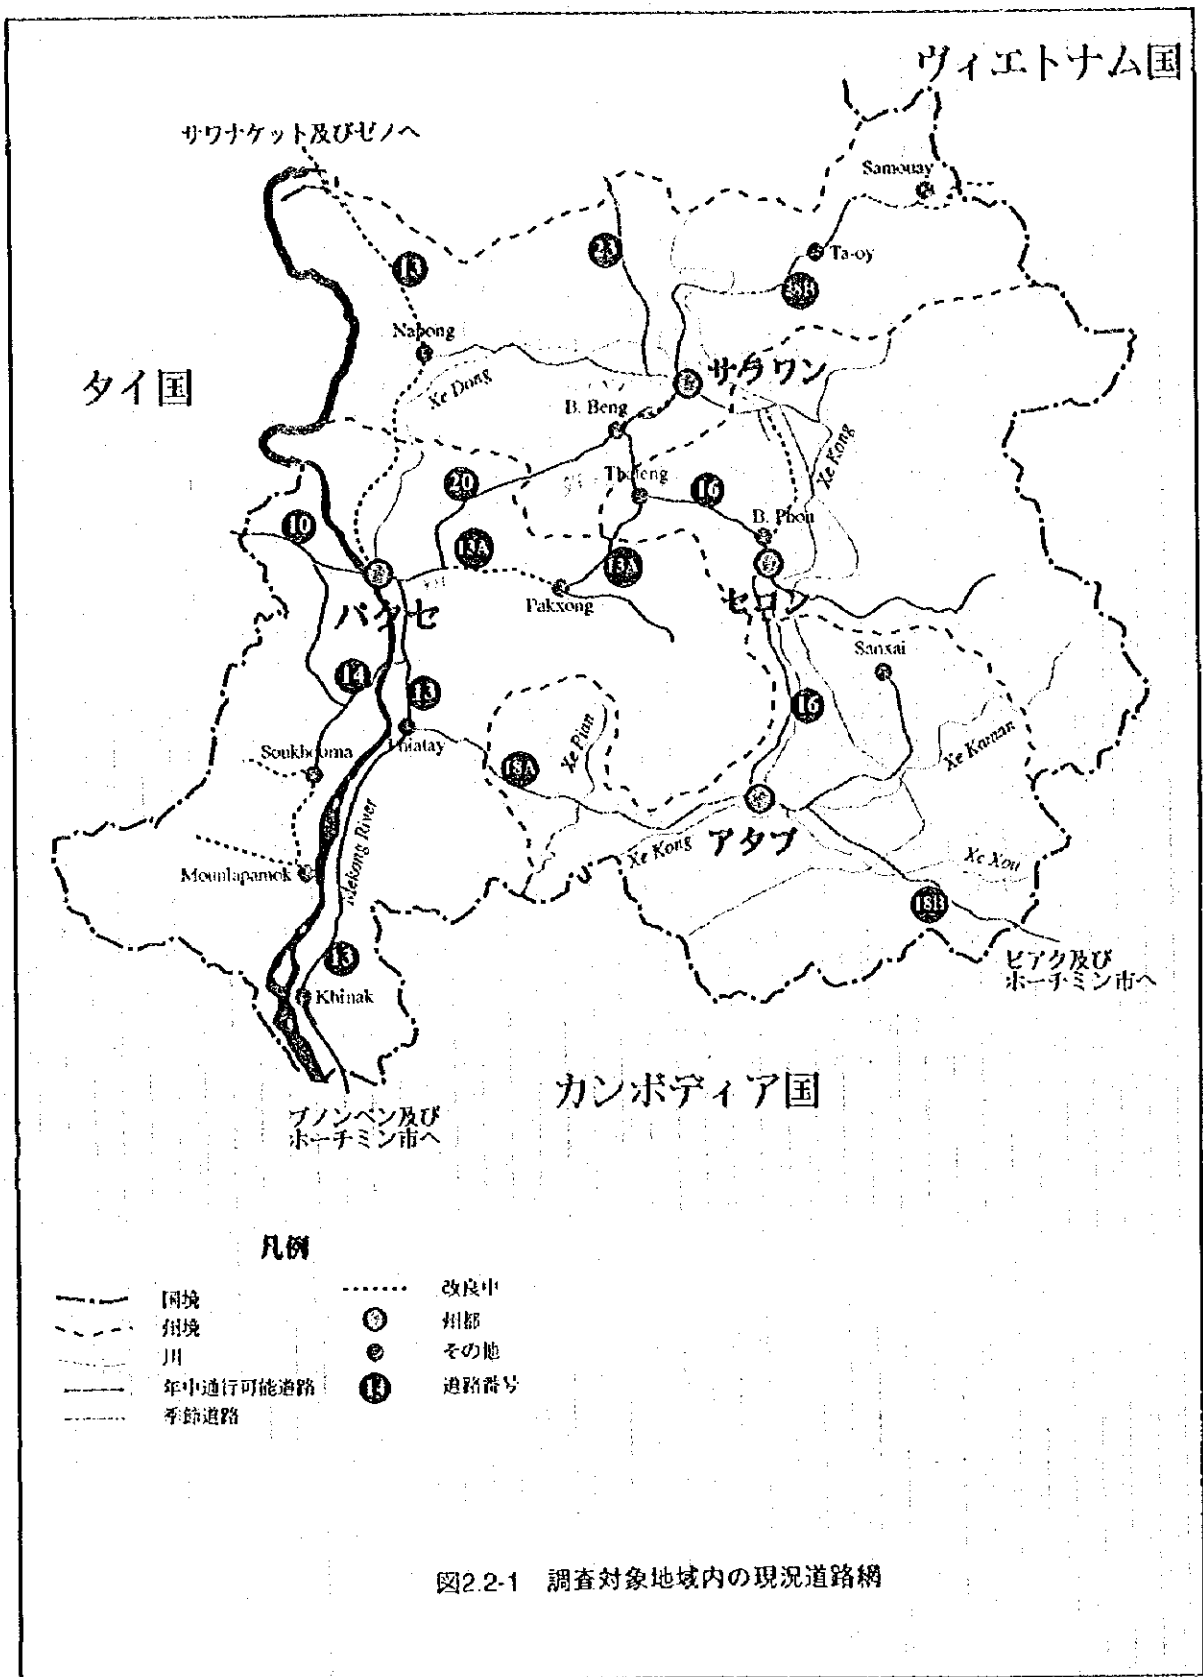 ヴィエトナム国
サワナケット及びゼノへ
Samouay
Ta-oy
13
Napong
タイ国
サラワン
Xe Dong
B. Beng
Xe Kong
20
16
10
B. Phou
13A
13A
Pakxong
パクセ
セコン
Sanxai
14
13
16
Xe Pian
Soukhouma
18A
Xe Kaman
Mekong River
アタプ
Xe Kong
Xe Xou
Mounlapamok
18B
13
ピアク及び
ホーチミン市へ
Khinak
カンボディア国
プノンペン及び
ホーチミン市へ
凡例
国境
改良中
州境
州都
川
その他
年中通行可能道路
道路番号
季節道路
図2.2-1 調査対象地域内の現況道路網